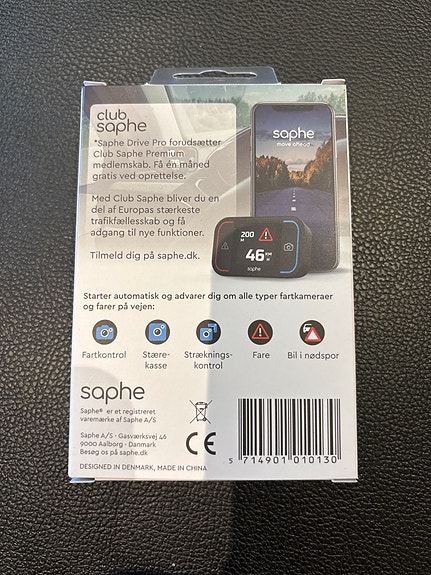 club
saphe
*Saphe Drive Pro forudsætter
Club Saphe Premium
medlemskab. Få én måned
gratis ved oprettelse.
Med Club Saphe bliver du en
del af Europas stærkeste
trafikfællesskab og få
adgang til nye funktioner.
Tilmeld dig på saphe.dk.
saphe
move ahead
200
M
46 KM
H
saphe
Starter automatisk og advarer dig om alle typer fartkameraer
og farer på vejen:
Fartkontrol
Stære-
kasse
Stræknings-
kontrol
Fare
Bil i nødspor
saphe
Saphe® er et registreret
varemærke af Saphe A/S
Saphe A/S · Gasværksvej 46
9000 Aalborg · Danmark
Besøg os på saphe.dk
DESIGNED IN DENMARK, MADE IN CHINA
CE
5 714901 010130